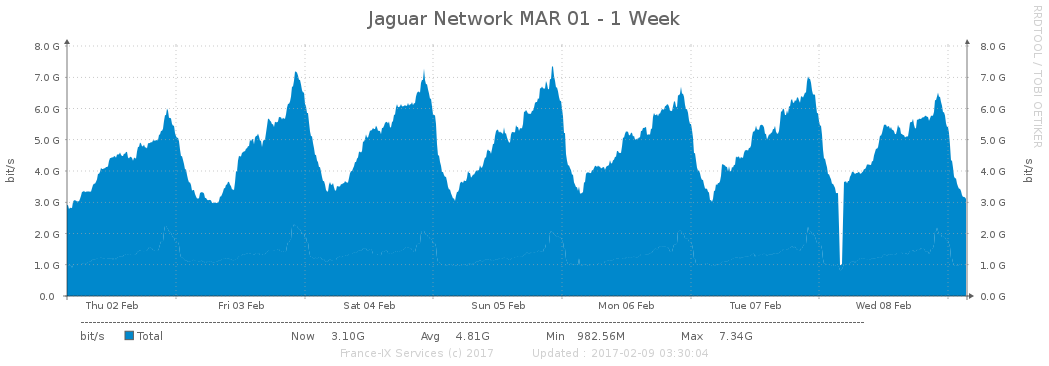 Jaguar Network MAR 01 - 1 Week
RRDTOOL / TOBI OETIKER
bit/s
bit/s
8.0 G 8.0 G
7.0 G 7.0 G
6.0 G 6.0 G
5.0 G 5.0 G
4.0 G 4.0 G
3.0 G 3.0 G
2.0 G 2.0 G
1.0 G 1.0 G
0.0 0.0 G
Thu 02 Feb Fri 03 Feb Sat 04 Feb Sun 05 Feb Mon 06 Feb Tue 07 Feb Wed 08 Feb
bit/s Total Now 3.10G Avg 4.81G Min 982.56M Max 7.34G
France-IX Services (c) 2017 Updated : 2017-02-09 03:30:04